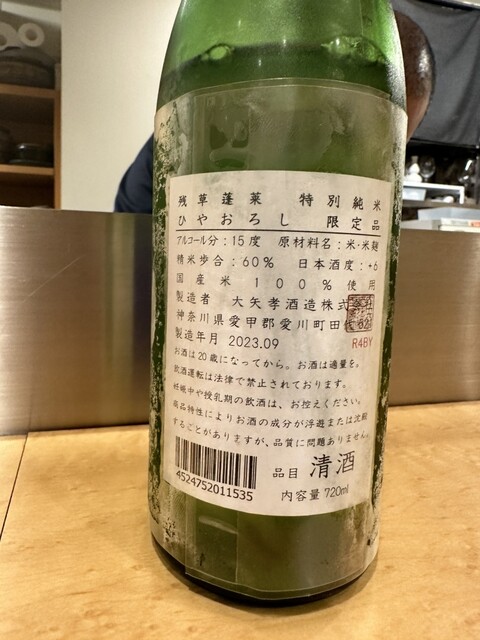 残草蓬莱 特別純米
ひやおろし 限定品
アルコール分:15度 原材料名:米・米麹
精米歩合:60% 日本酒度:+6
国産米100%使用
製造者 大矢孝酒造株式会社
神奈川県愛甲郡愛川町田代
製造年月 2023.09
R4BY
お酒は20歳になってから。お酒は適量を。
飲酒運転は法律で禁止されております。
妊娠中や授乳期の飲酒は、お控えください。
商品特性によりお酒の成分が浮遊または沈殿
することがありますが、品質に問題ありません。
品目 清酒
4524752011535
内容量 720ml